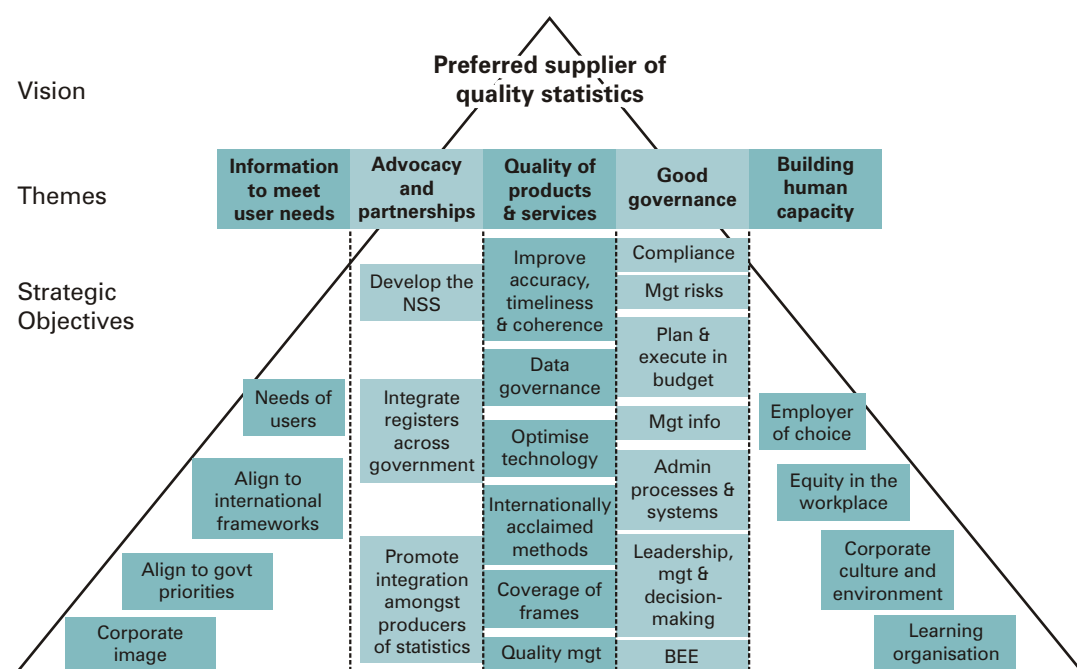 Vision
Preferred supplier of
quality statistics
Themes
Information
to meet
user needs
Advocacy
and
partnerships
Quality of
products
& services
Good
governance
Building
human
capacity
Strategic
Objectives
Needs of
users
Align to
international
frameworks
Align to govt
priorities
Corporate
image
Develop the
NSS
Integrate
registers
across
government
Promote
integration
amongst
producers
of statistics
Improve
accuracy,
timeliness
& coherence
Data
governance
Optimise
technology
Internationally
acclaimed
methods
Coverage of
frames
Quality mgt
Compliance
Mgt risks
Plan &
execute in
budget
Mgt info
Admin
processes &
systems
Leadership,
mgt &
decision-
making
BEE
Employer
of choice
Equity in the
workplace
Corporate
culture and
environment
Learning
organisation